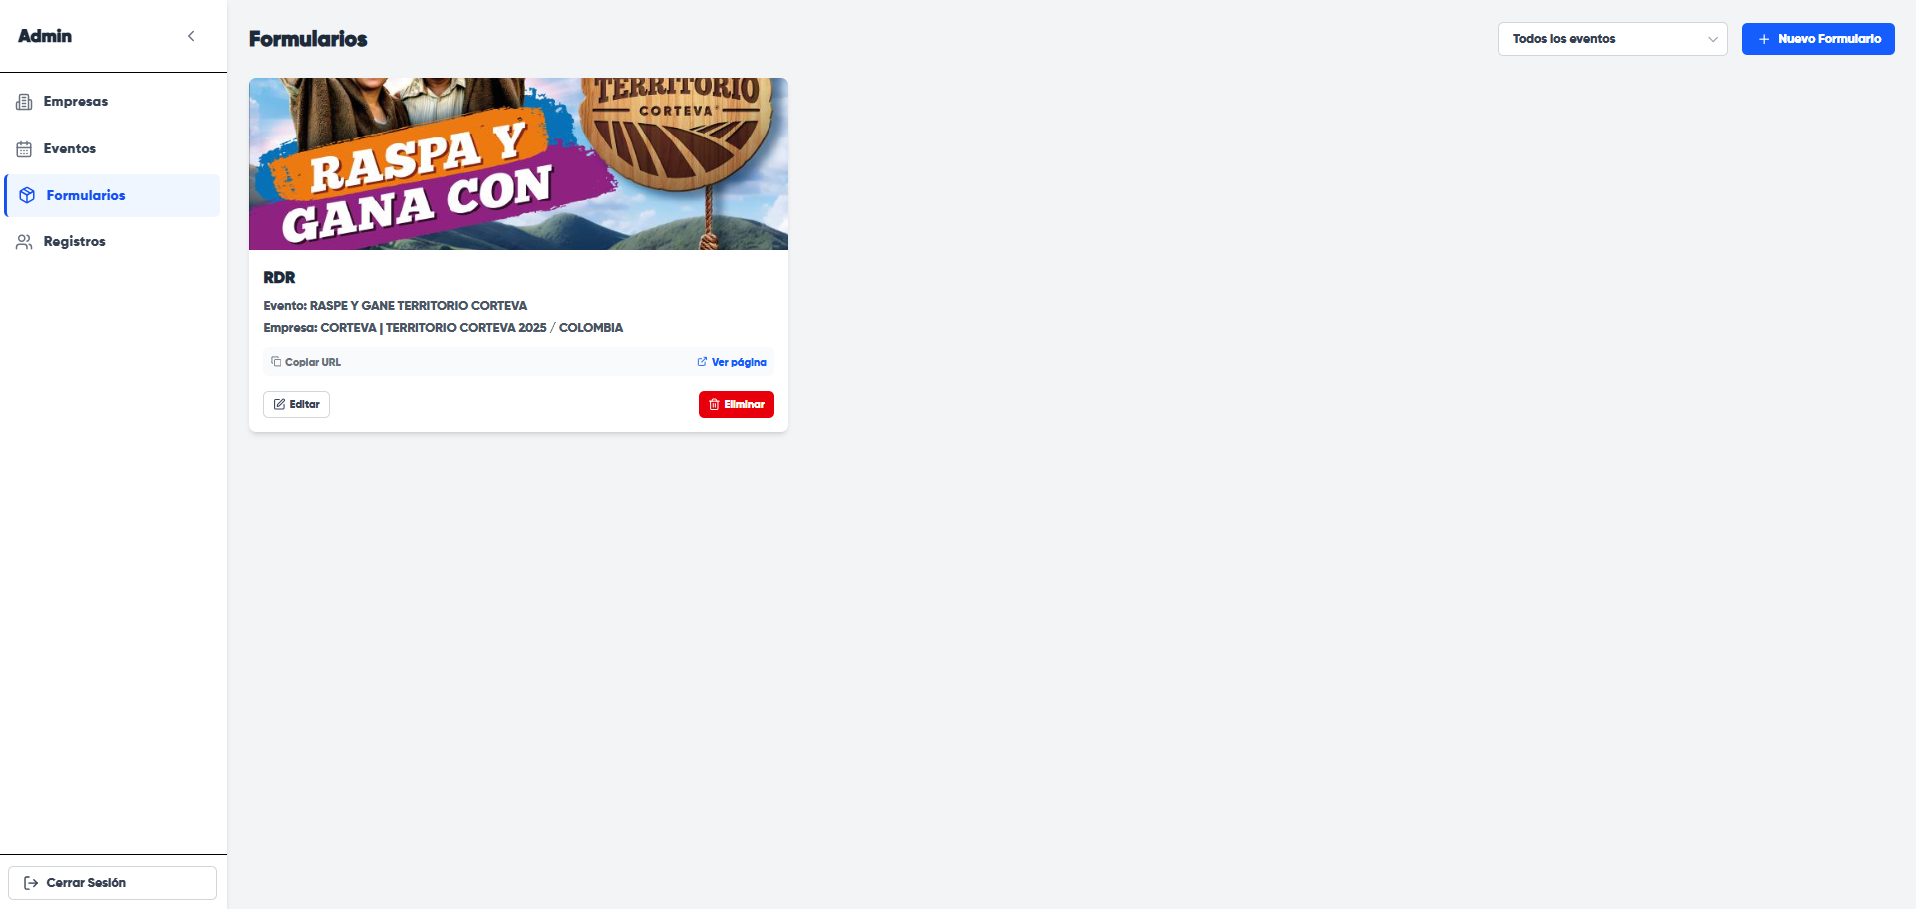 Admin
Empresas
Eventos
Formularios
Registros
Cerrar Sesión
Formularios
Todos los eventos
Nuevo Formulario
TERRITORIO
CORTEVA
RASPA Y
GANA CON
RDR
Evento: RASPE Y GANE TERRITORIO CORTEVA
Empresa: CORTEVA | TERRITORIO CORTEVA 2025 / COLOMBIA
Copiar URL
Ver página
Editar
Eliminar